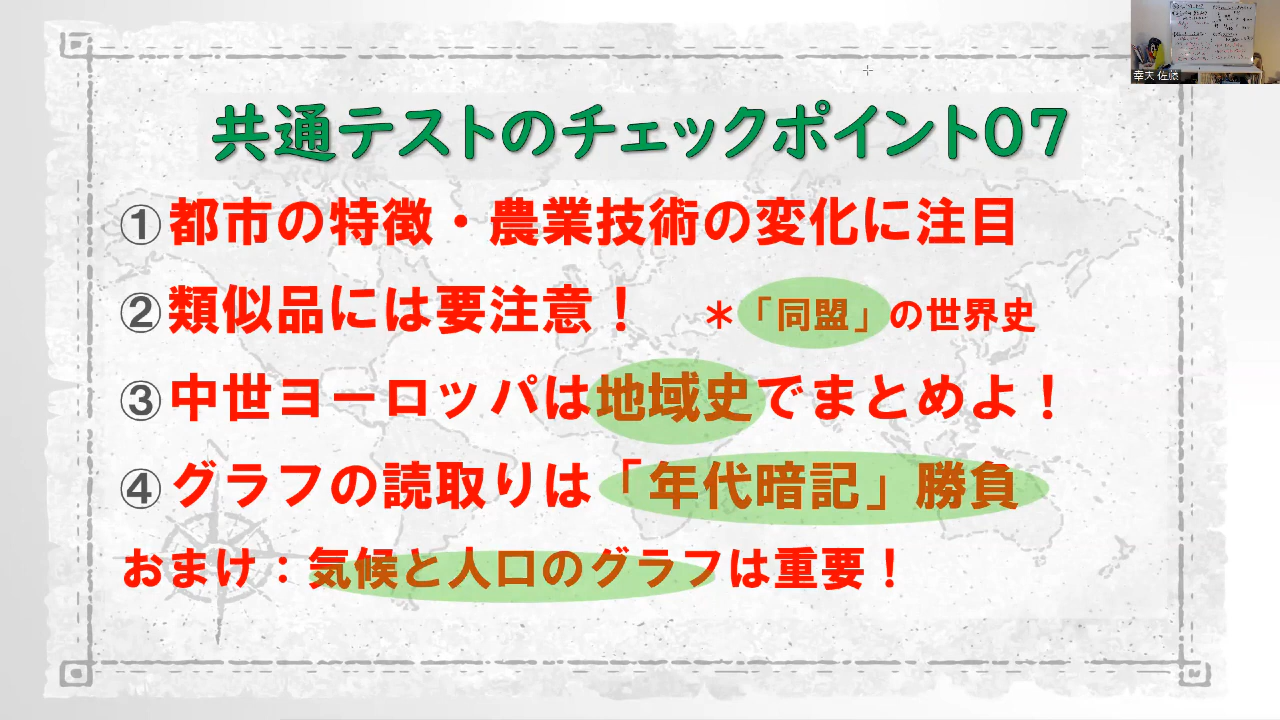 共通テストのチェックポイント07
①都市の特徴・農業技術の変化に注目
②類似品には要注意！ ＊「同盟」の世界史
③中世ヨーロッパは地域史でまとめよ！
④グラフの読取りは「年代暗記」勝負
おまけ：気候と人口のグラフは重要！
幸夫 佐藤